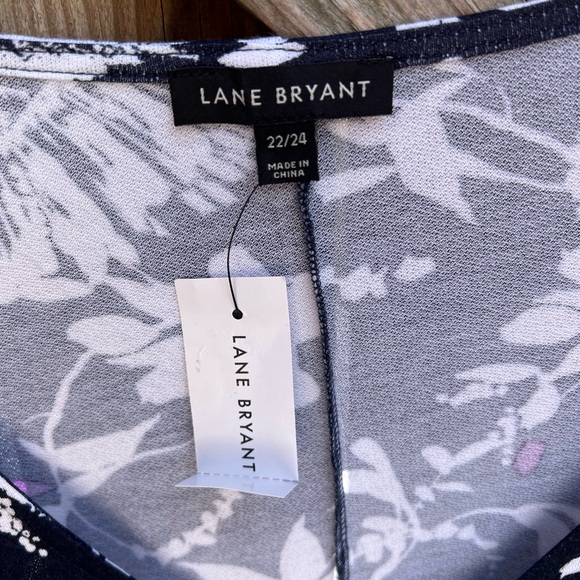 LANE BRYANT
22/24
MADE IN
CHINA
LANE BRYANT